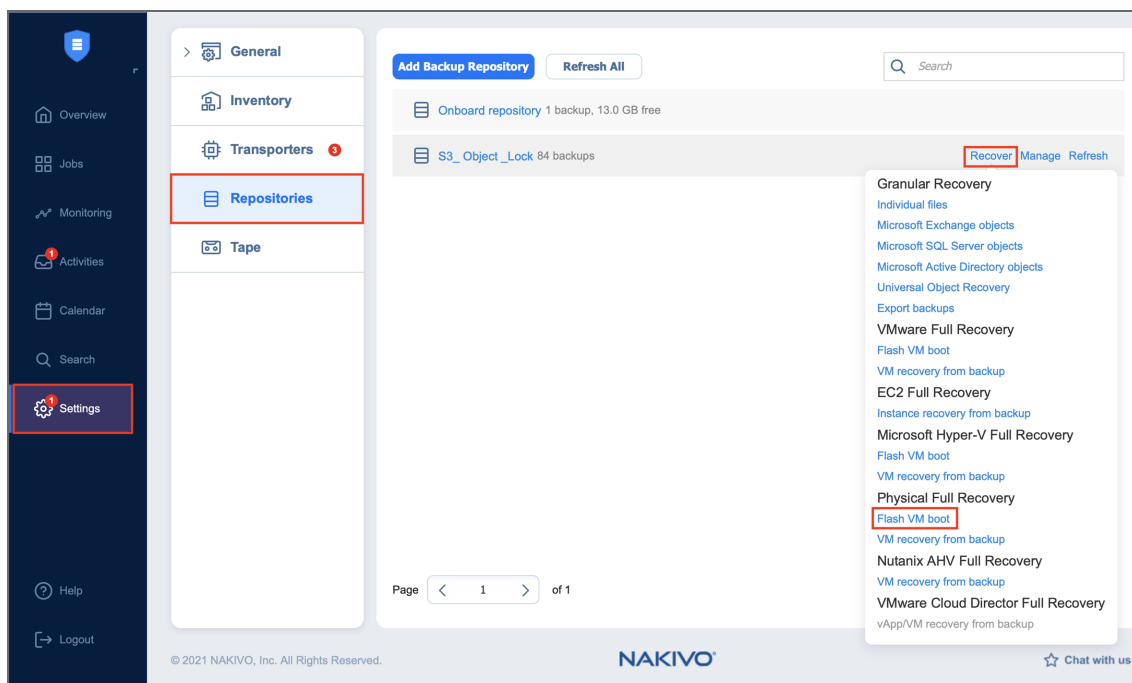 Overview
Jobs
Monitoring
1
Activities
Calendar
Search
1
Settings
Help
Logout
General
Inventory
Transporters 3
Repositories
Tape
Add Backup Repository Refresh All Search
Onboard repository 1 backup, 13.0 GB free
S3_ Object _Lock 84 backups Recover Manage Refresh
Granular Recovery
Individual files
Microsoft Exchange objects
Microsoft SQL Server objects
Microsoft Active Directory objects
Universal Object Recovery
Export backups
VMware Full Recovery
Flash VM boot
VM recovery from backup
EC2 Full Recovery
Instance recovery from backup
Microsoft Hyper-V Full Recovery
Flash VM boot
VM recovery from backup
Physical Full Recovery
Flash VM boot
VM recovery from backup
Nutanix AHV Full Recovery
VM recovery from backup
VMware Cloud Director Full Recovery
vApp/VM recovery from backup
Page 1 of 1
© 2021 NAKIVO, Inc. All Rights Reserved. NAKIVO® Chat with us